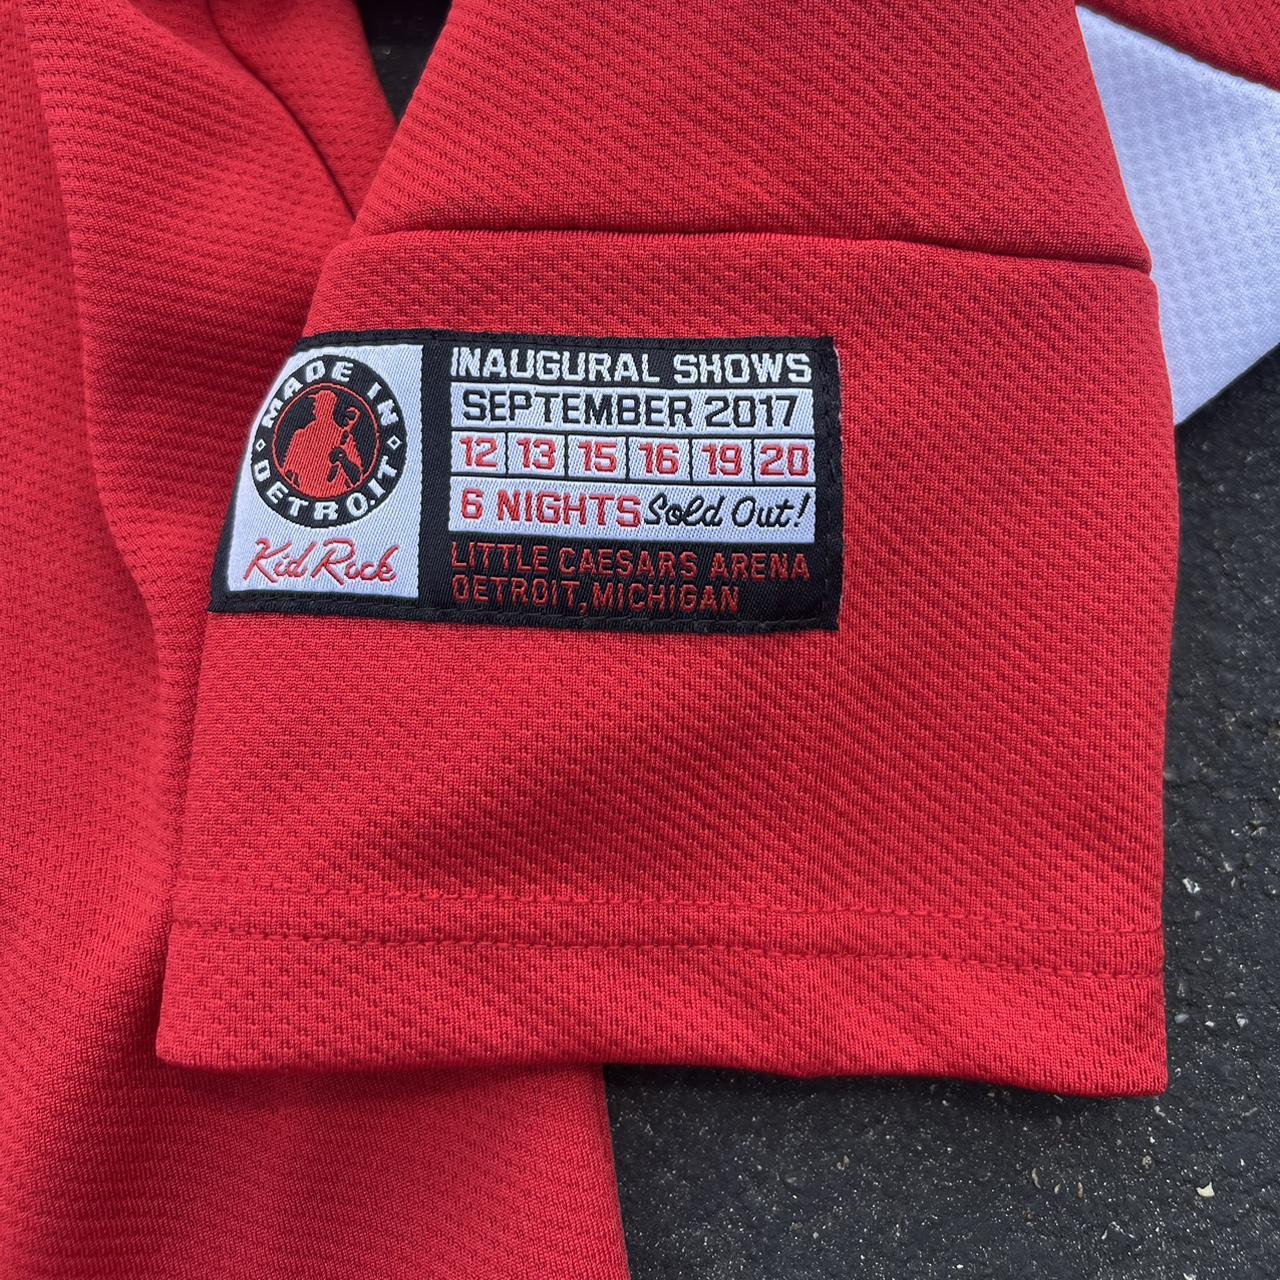 MADE IN
DETROIT
Kid Rock
INAUGURAL SHOWS
SEPTEMBER 2017
12 13 15 16 19 20
6 NIGHTS Sold Out!
LITTLE CAESARS ARENA
DETROIT, MICHIGAN